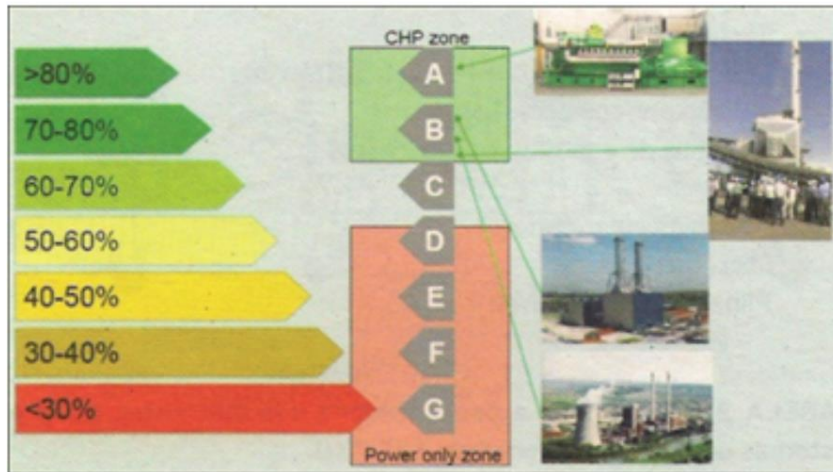 CHP zone
>80% A
70-80% B
60-70% C
50-60% D
40-50% E
30-40% F
<30% G
Power only zone